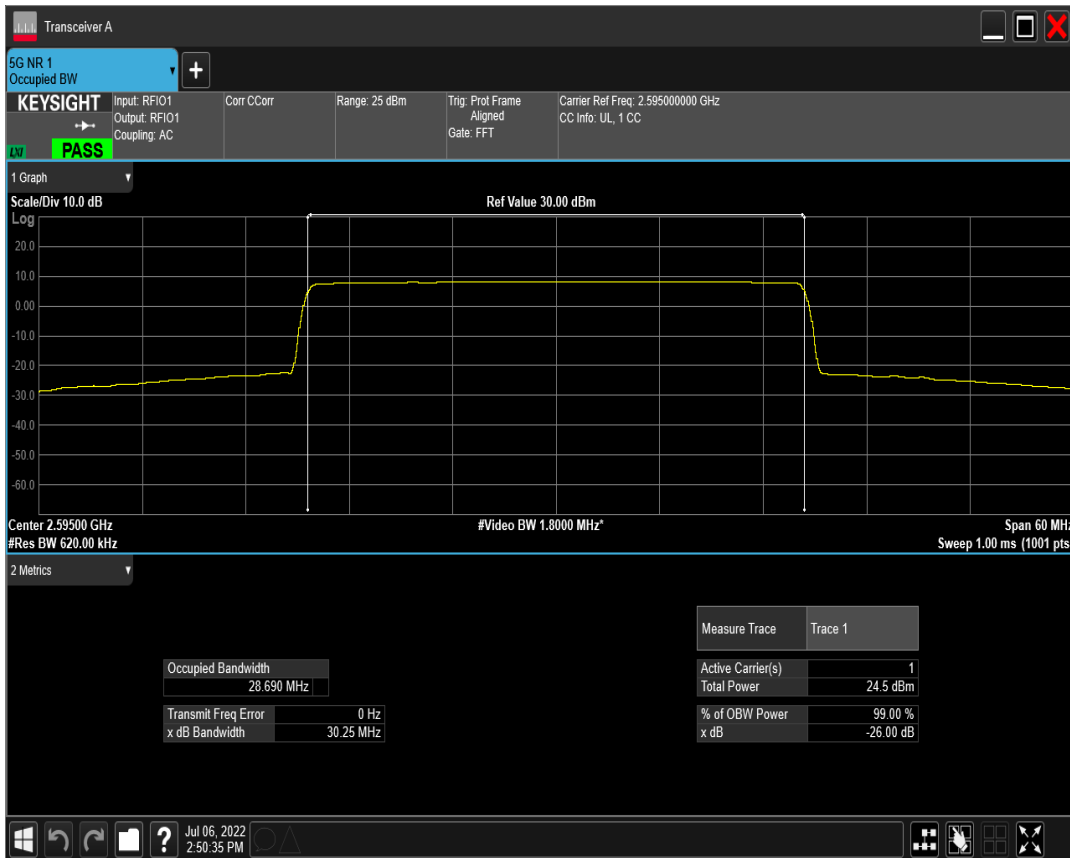 Transceiver A
5G NR 1
Occupied BW
KEYSIGHT
LXI
PASS
Input: RFIO1
Output: RFIO1
Coupling: AC
Corr CCorr
Range: 25 dBm
Trig: Prot Frame
Aligned
Gate: FFT
Carrier Ref Freq: 2.595000000 GHz
CC Info: UL, 1 CC
1 Graph
Scale/Div 10.0 dB
Ref Value 30.00 dBm
Log
20.0
10.0
0.00
-10.0
-20.0
-30.0
-40.0
-50.0
-60.0
Center 2.59500 GHz
#Video BW 1.8000 MHz*
Span 60 MHz
#Res BW 620.00 kHz
Sweep 1.00 ms (1001 pts
2 Metrics
Measure Trace Trace 1
Occupied Bandwidth
28.690 MHz
Active Carrier(s) 1
Total Power 24.5 dBm
Transmit Freq Error 0 Hz
x dB Bandwidth 30.25 MHz
% of OBW Power 99.00 %
x dB -26.00 dB
?
Jul 06, 2022
2:50:35 PM